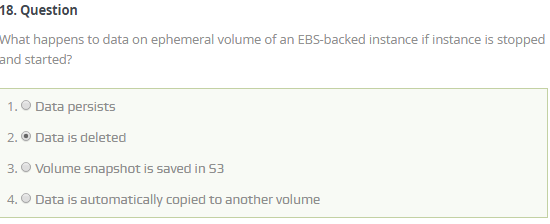 18. Question
What happens to data on ephemeral volume of an EBS-backed instance if instance is stopped
and started?
1. Data persists
2. Data is deleted
3. Volume snapshot is saved in S3
4. Data is automatically copied to another volume